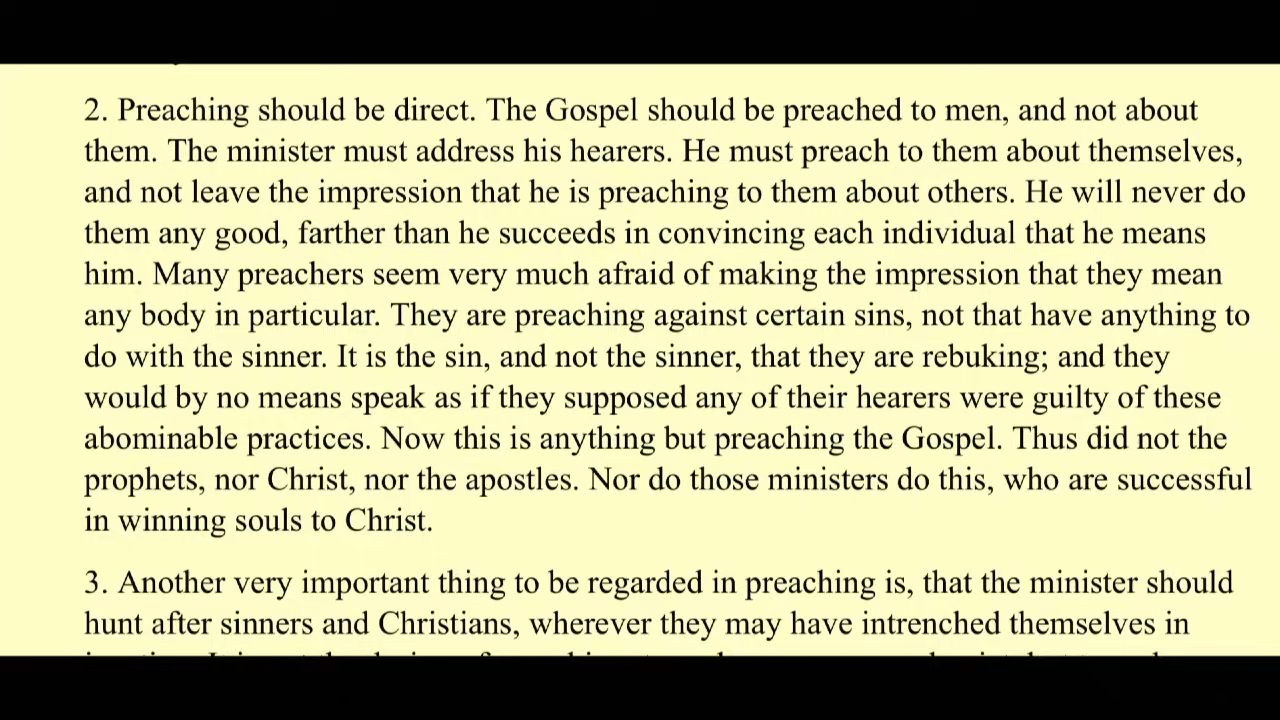 2. Preaching should be direct. The Gospel should be preached to men, and not about
them. The minister must address his hearers. He must preach to them about themselves,
and not leave the impression that he is preaching to them about others. He will never do
them any good, farther than he succeeds in convincing each individual that he means
him. Many preachers seem very much afraid of making the impression that they mean
any body in particular. They are preaching against certain sins, not that have anything to
do with the sinner. It is the sin, and not the sinner, that they are rebuking; and they
would by no means speak as if they supposed any of their hearers were guilty of these
abominable practices. Now this is anything but preaching the Gospel. Thus did not the
prophets, nor Christ, nor the apostles. Nor do those ministers do this, who are successful
in winning souls to Christ.
3. Another very important thing to be regarded in preaching is, that the minister should
hunt after sinners and Christians, wherever they may have intrenched themselves in